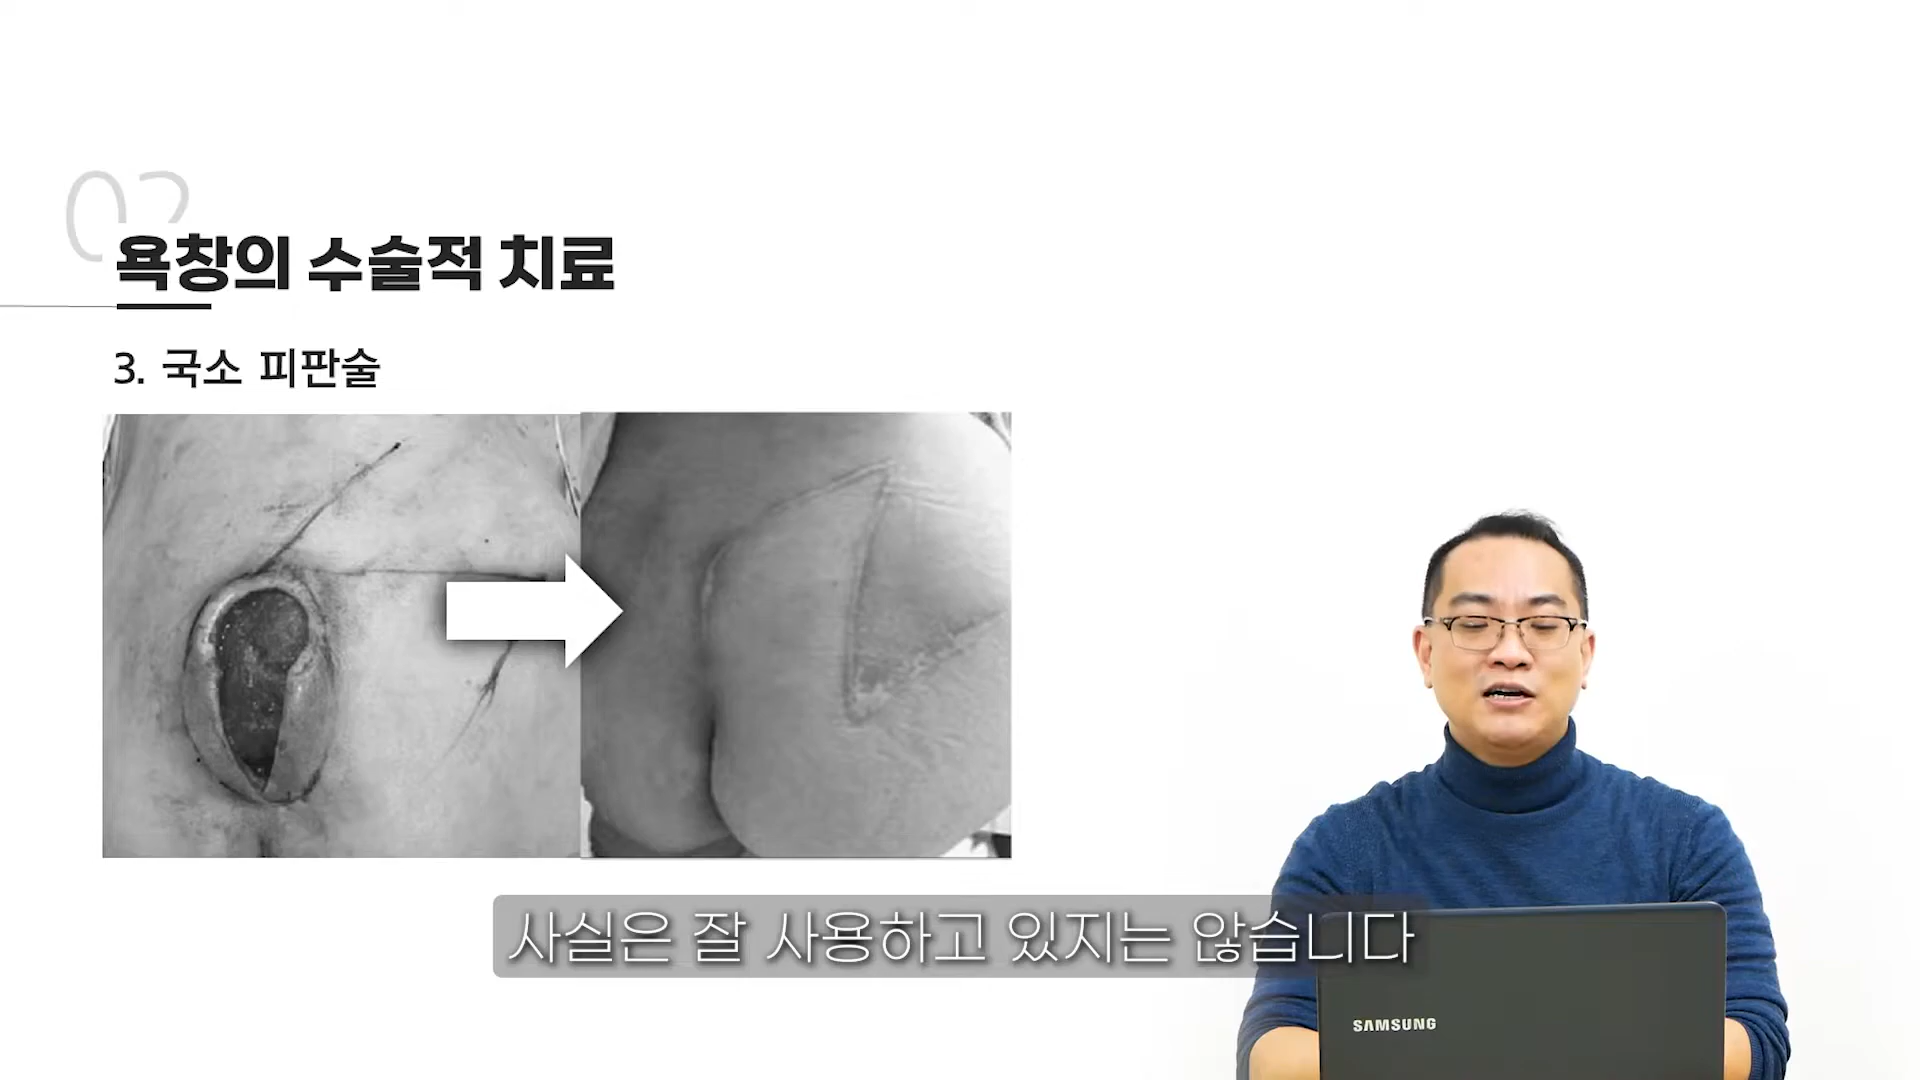 02
욕창의 수술적 치료
3. 국소 피판술
사실은 잘 사용하고 있지는 않습니다
SAMSUNG